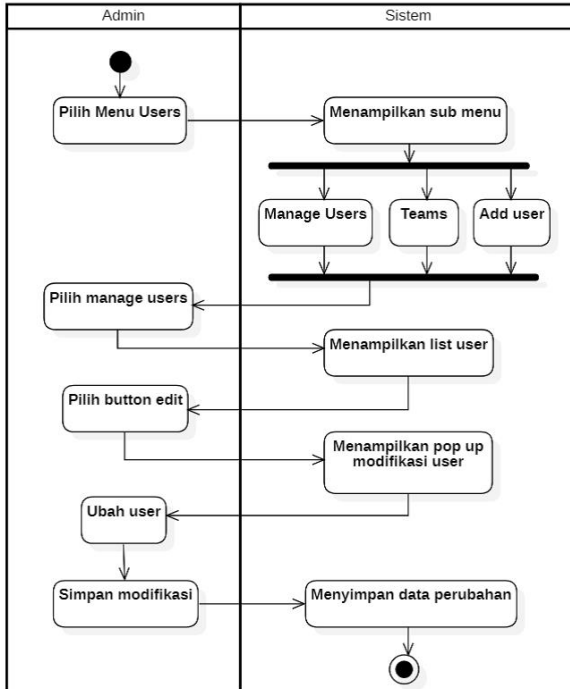 Admin
Sistem
Pilih Menu Users
Menampilkan sub menu
Manage Users
Teams
Add user
Pilih manage users
Menampilkan list user
Pilih button edit
Menampilkan pop up
modifikasi user
Ubah user
Simpan modifikasi
Menyimpan data perubahan